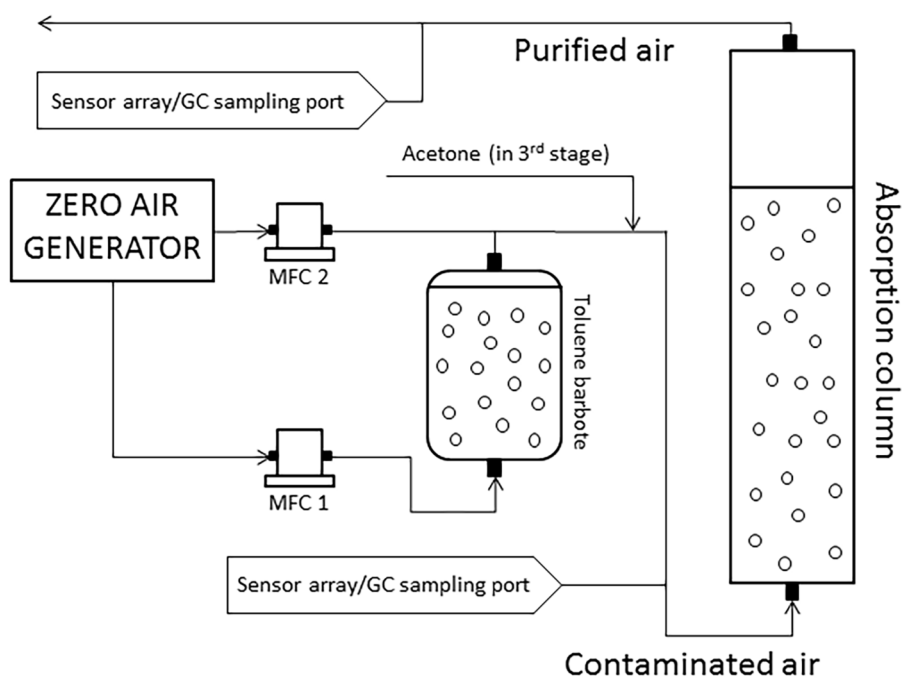 Purified air
Sensor array/GC sampling port
Acetone (in 3rd stage)
ZERO AIR
GENERATOR
MFC 2
Toluene barbote
Absorption column
MFC 1
Sensor array/GC sampling port
Contaminated air